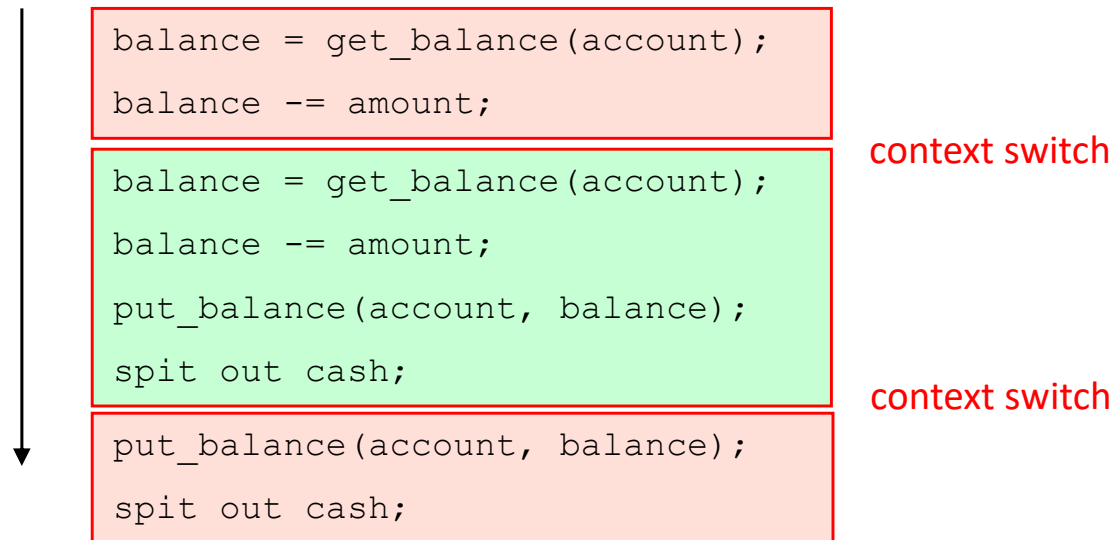 balance = get_balance(account);
balance -= amount;
context switch
balance = get_balance(account);
balance -= amount;
put_balance(account, balance);
spit out cash;
context switch
put_balance(account, balance);
spit out cash;